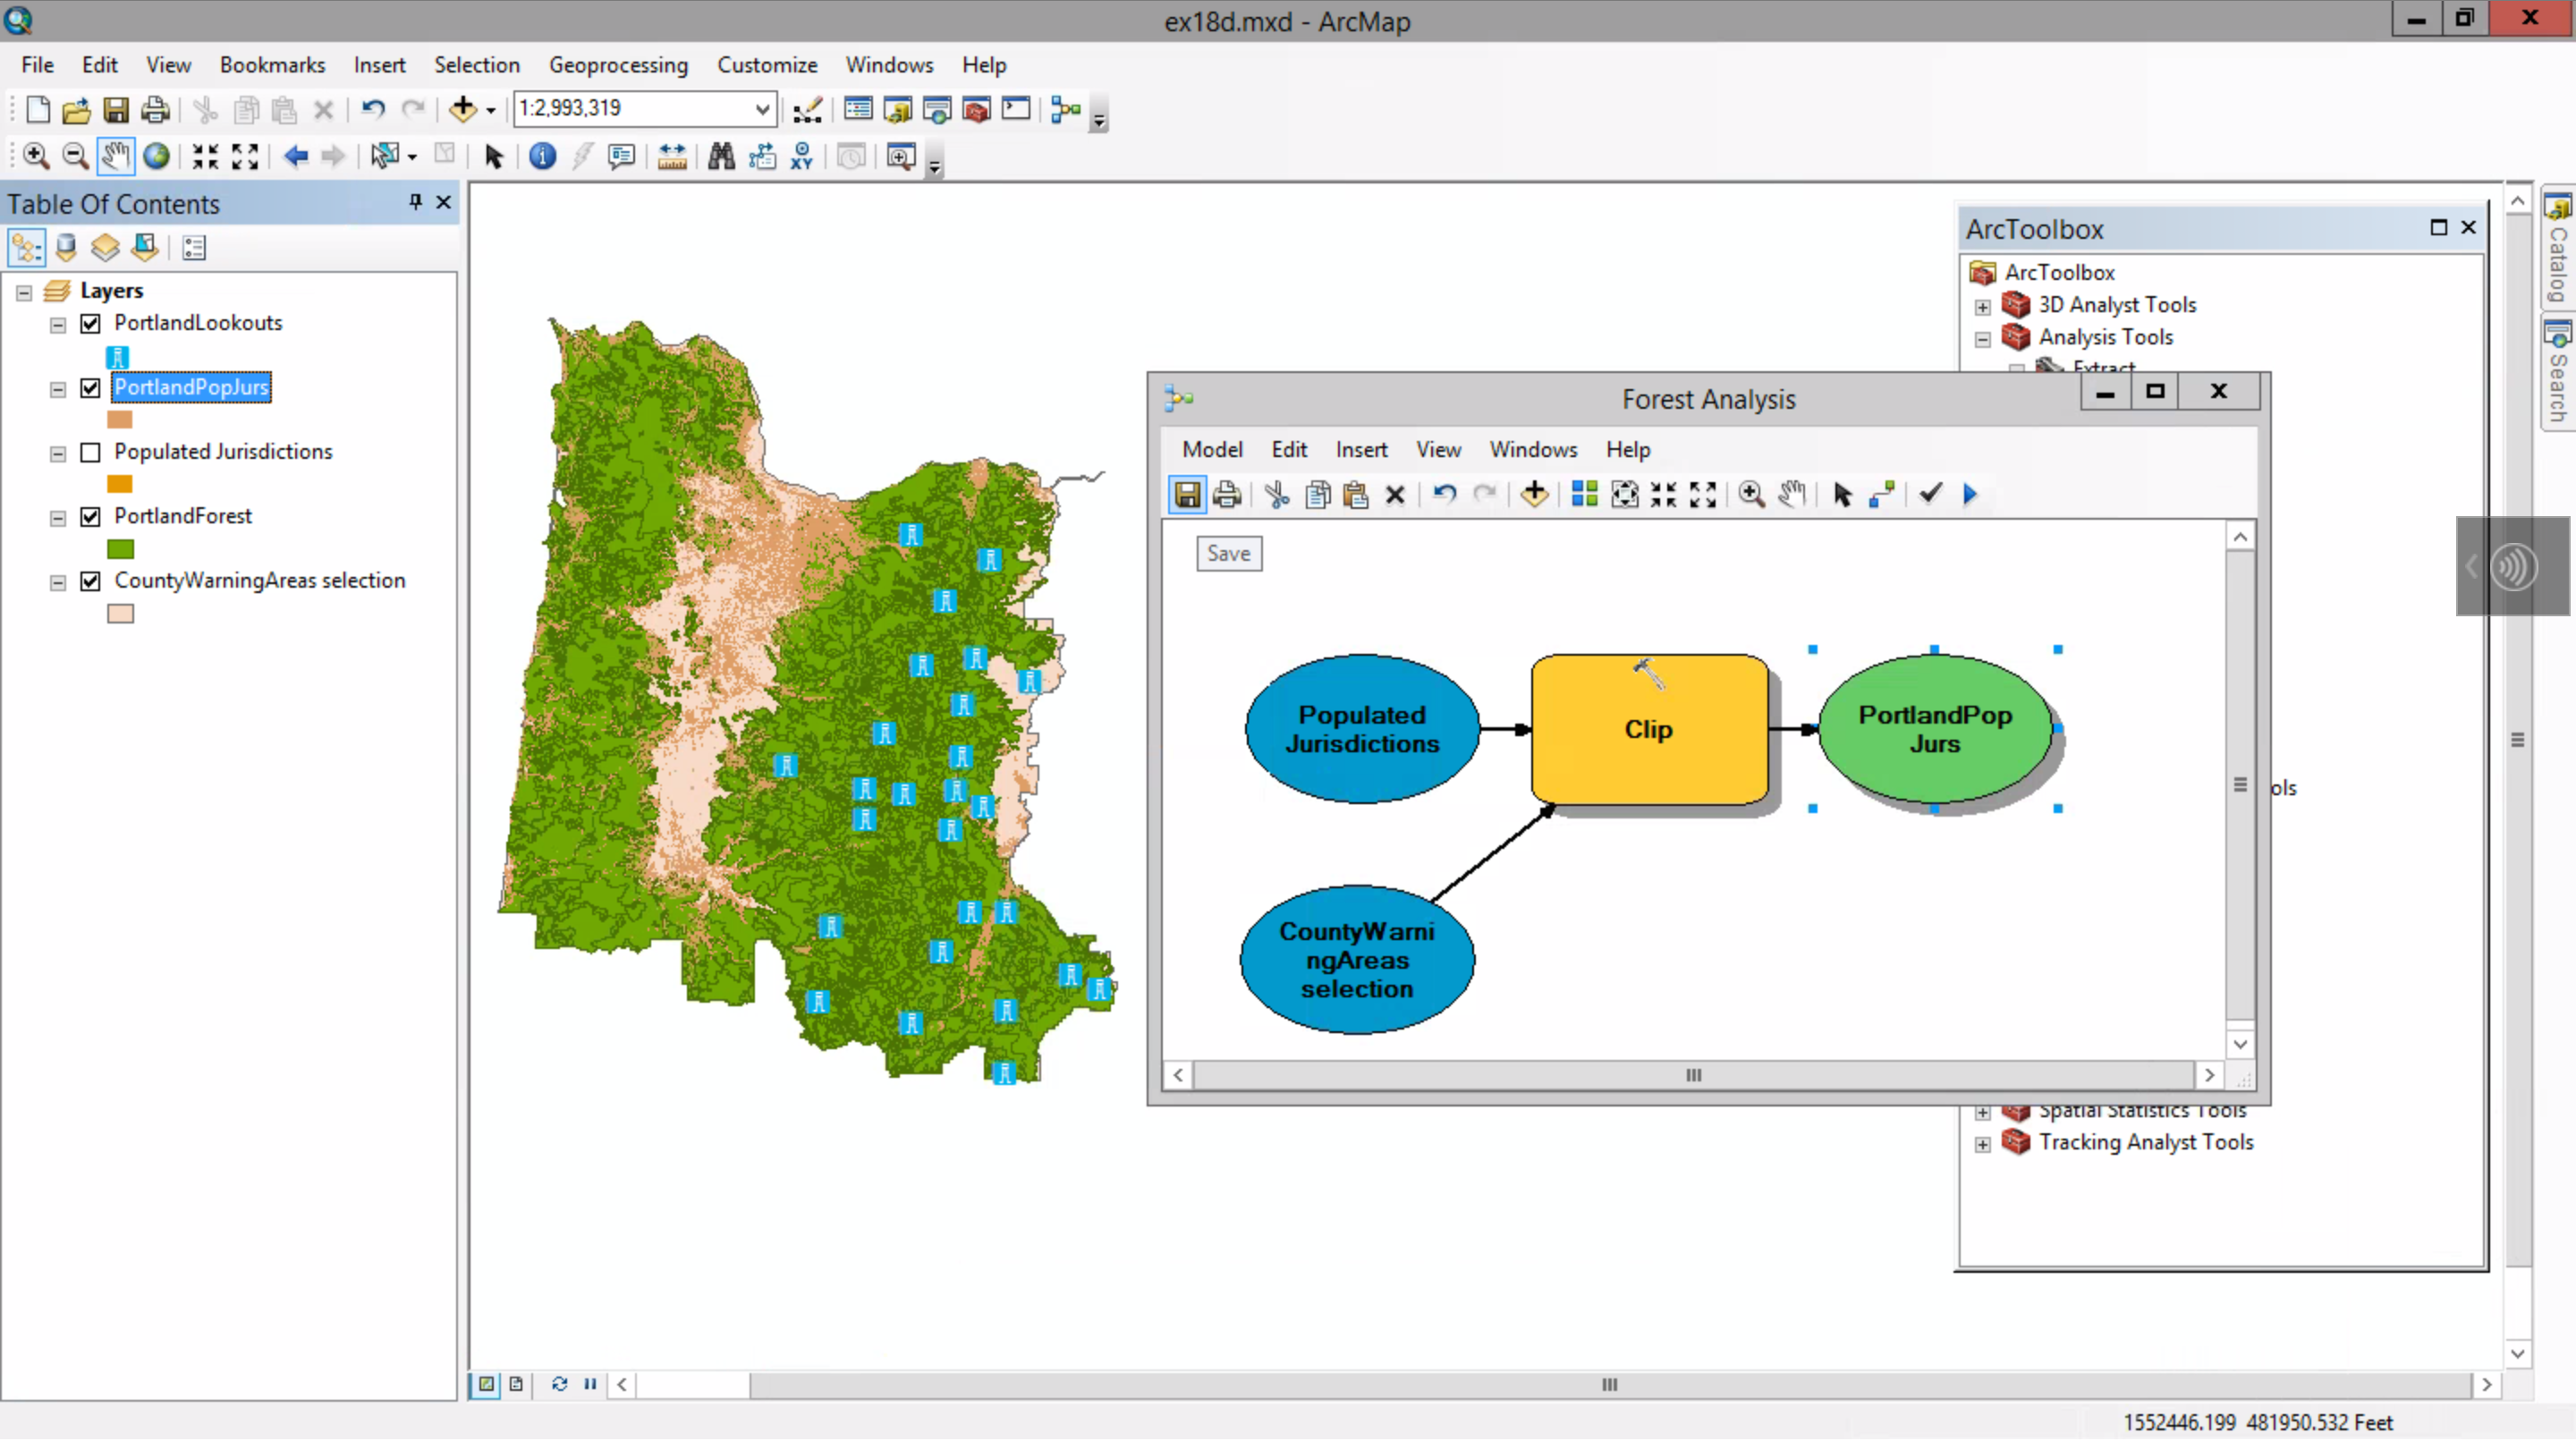 ex18d.mxd - ArcMap
File Edit View Bookmarks Insert Selection Geoprocessing Customize Windows Help
1:2,993,319
Table Of Contents
Layers
PortlandLookouts
PortlandPopJurs
Populated Jurisdictions
PortlandForest
CountyWarningAreas selection
ArcToolbox
ArcToolbox
3D Analyst Tools
Analysis Tools
Extract
Catalog
Search
Forest Analysis
Model Edit Insert View Windows Help
Save
Populated
Jurisdictions
Clip
PortlandPop
Jurs
CountyWarni
ngAreas
selection
ols
Spatial Statistics Tools
Tracking Analyst Tools
1552446.199 481950.532 Feet